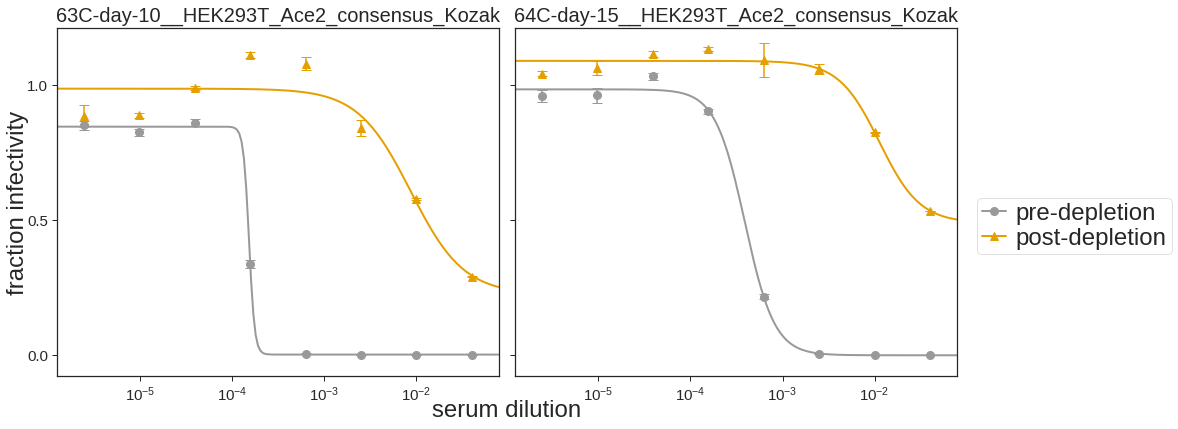 63C-day-10__HEK293T_Ace2_consensus_Kozak
64C-day-15__HEK293T_Ace2_consensus_Kozak
fraction infectivity
1.0
0.5
0.0
10⁻⁵ 10⁻⁴ 10⁻³ 10⁻²
10⁻⁵ 10⁻⁴ 10⁻³ 10⁻²
serum dilution
pre-depletion
post-depletion